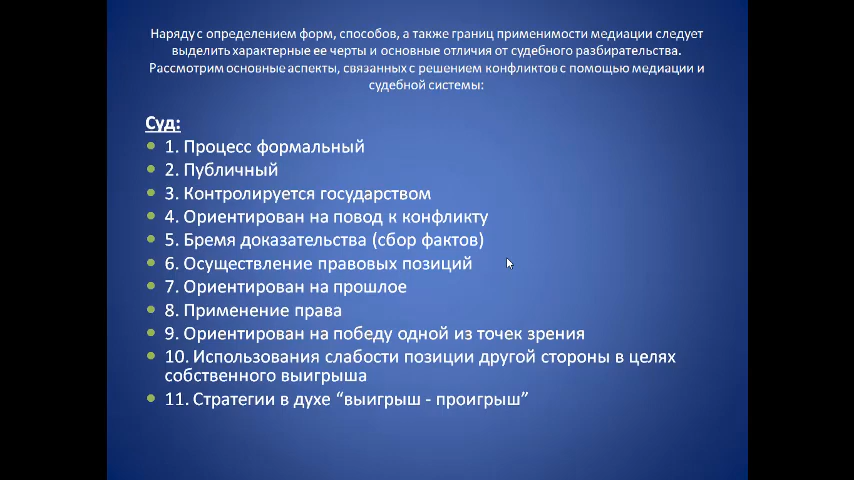 Наряду с определением форм, способов, а также границ применимости медиации следует
выделить характерные ее черты и основные отличия от судебного разбирательства.
Рассмотрим основные аспекты, связанных с решением конфликтов с помощью медиации и
судебной системы:
Суд:
1. Процесс формальный
2. Публичный
3. Контролируется государством
4. Ориентирован на повод к конфликту
5. Бремя доказательства (сбор фактов)
6. Осуществление правовых позиций
7. Ориентирован на прошлое
8. Применение права
9. Ориентирован на победу одной из точек зрения
10. Использования слабости позиции другой стороны в целях
собственного выигрыша
11. Стратегии в духе “выигрыш - проигрыш”